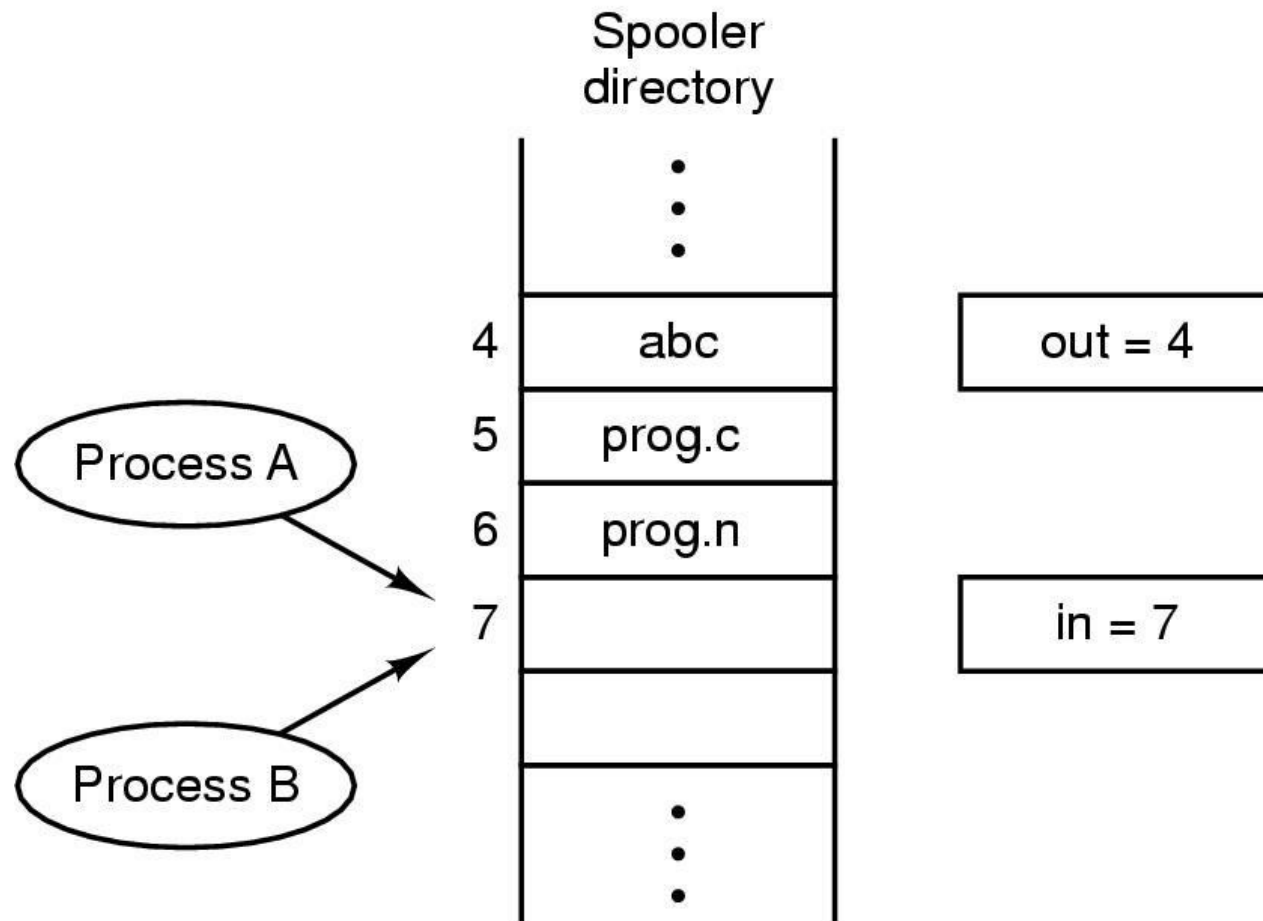 Spooler
directory
4 abc out = 4
Process A
5 prog.c
6 prog.n
7 in = 7
Process B